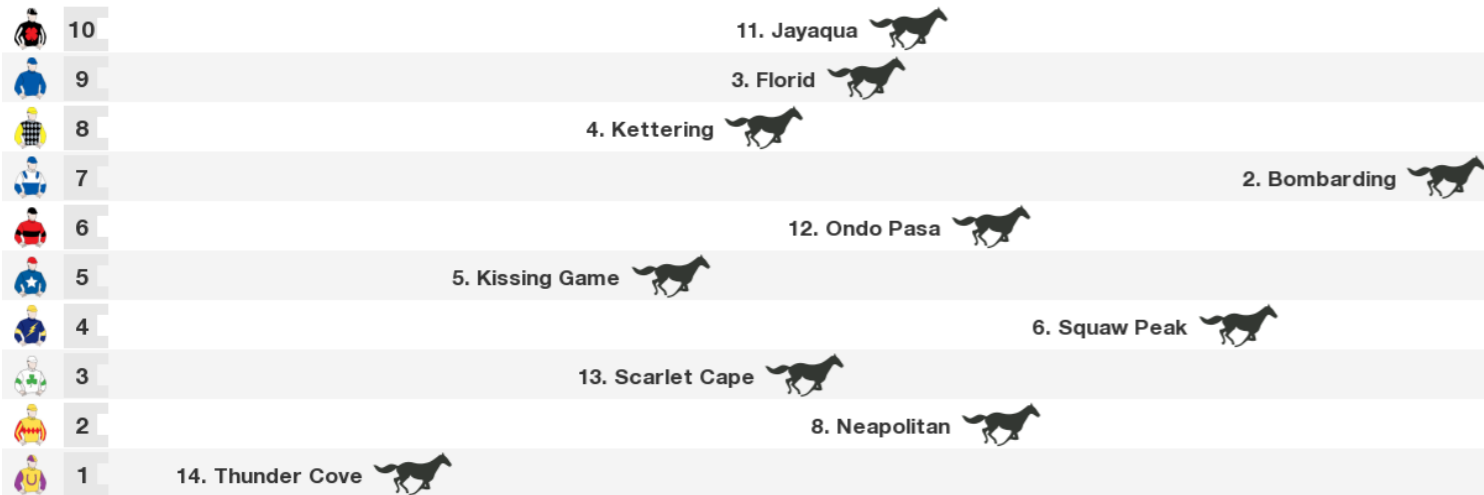 10 11. Jayaqua
9 3. Florid
8 4. Kettering
7 2. Bombarding
6 12. Ondo Pasa
5 5. Kissing Game
4 6. Squaw Peak
3 13. Scarlet Cape
2 8. Neapolitan
1 14. Thunder Cove